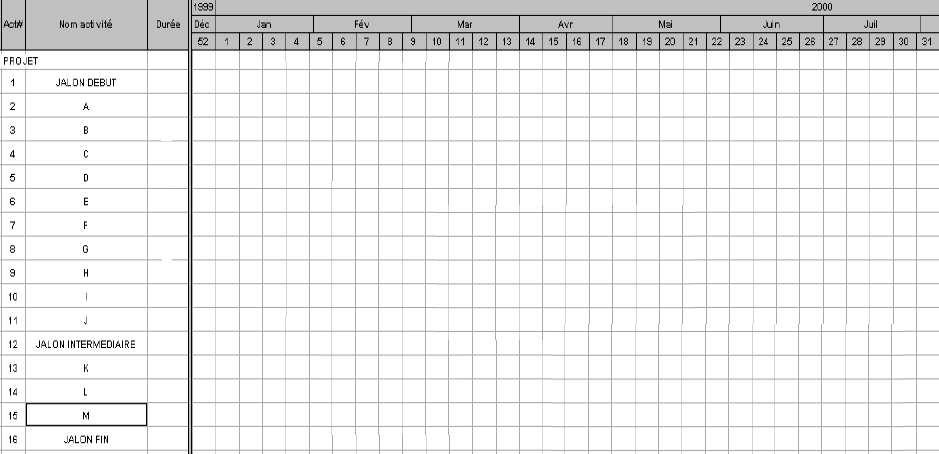 1999 2000
Act# Nom activité Durée Déc Jan Fév Mar Avr Mai Juin Juil
52 1 2 3 4 5 6 7 8 9 10 11 12 13 14 15 16 17 18 19 20 21 22 23 24 25 26 27 28 29 30 31
PROJET
1 JALON DEBUT
2 A
3 B
4 C
5 D
6 E
7 F
8 G
9 H
10 I
11 J
12 JALON INTERMEDIAIRE
13 K
14 L
15 M
16 JALON FIN